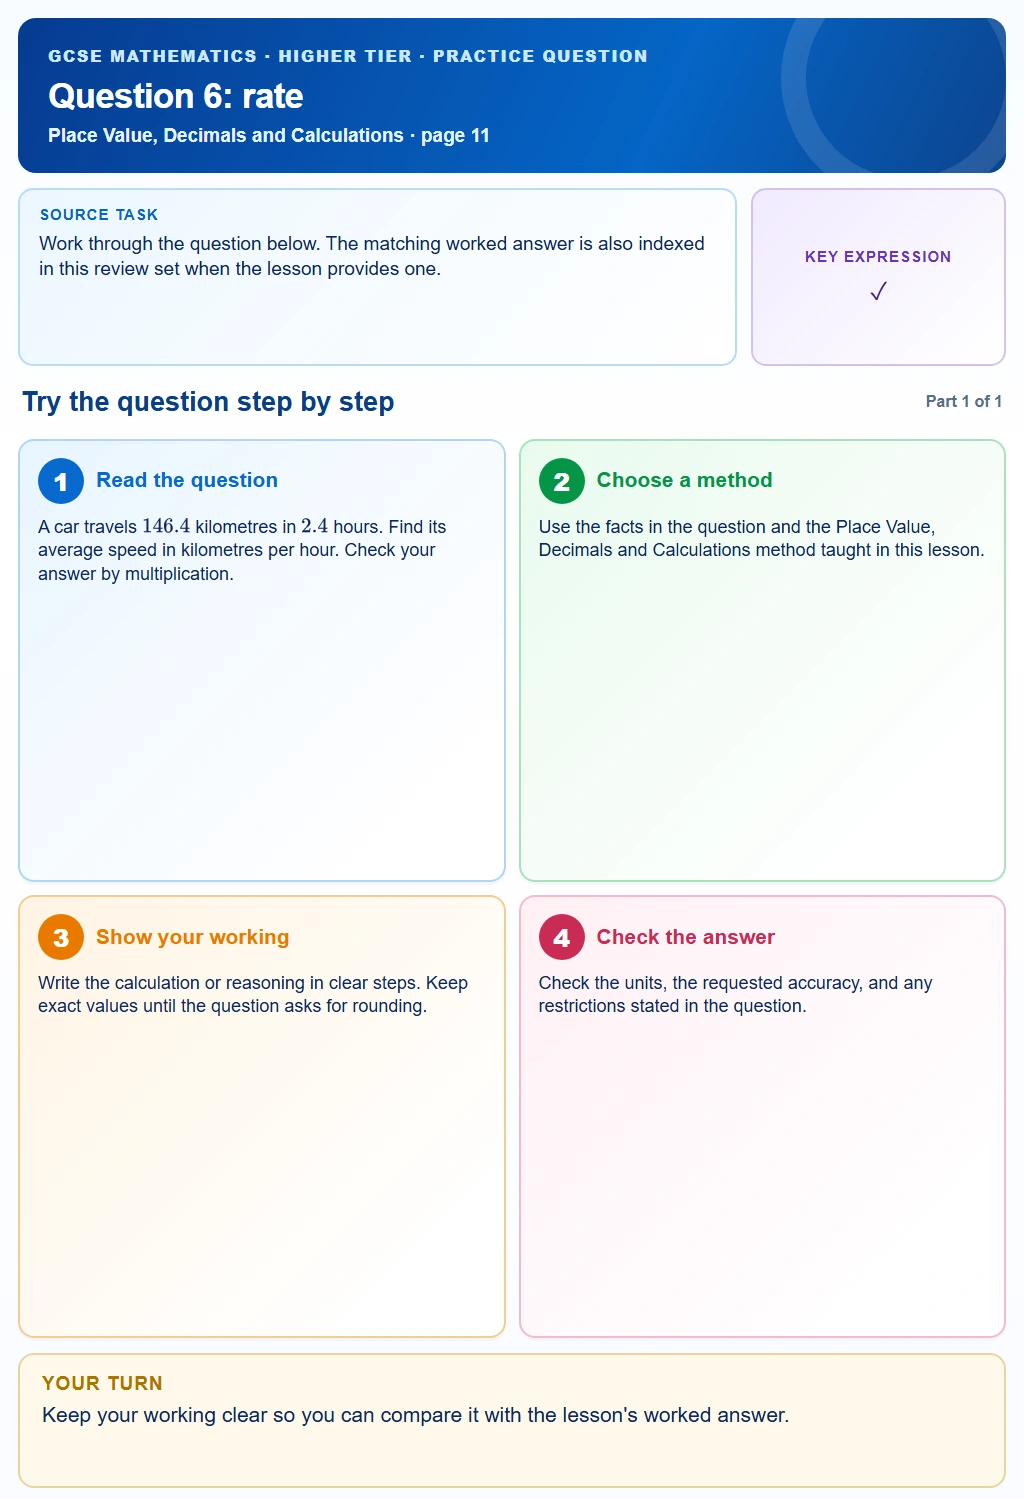 GCSE MATHEMATICS · HIGHER TIER · PRACTICE QUESTION
Question 6: rate
Place Value, Decimals and Calculations · page 11
SOURCE TASK
Work through the question below. The matching worked answer is also indexed
in this review set when the lesson provides one.
KEY EXPRESSION
✓
Try the question step by step
Part 1 of 1
1 Read the question
A car travels 146.4 kilometres in 2.4 hours. Find its
average speed in kilometres per hour. Check your
answer by multiplication.
2 Choose a method
Use the facts in the question and the Place Value,
Decimals and Calculations method taught in this lesson.
3 Show your working
Write the calculation or reasoning in clear steps. Keep
exact values until the question asks for rounding.
4 Check the answer
Check the units, the requested accuracy, and any
restrictions stated in the question.
YOUR TURN
Keep your working clear so you can compare it with the lesson's worked answer.